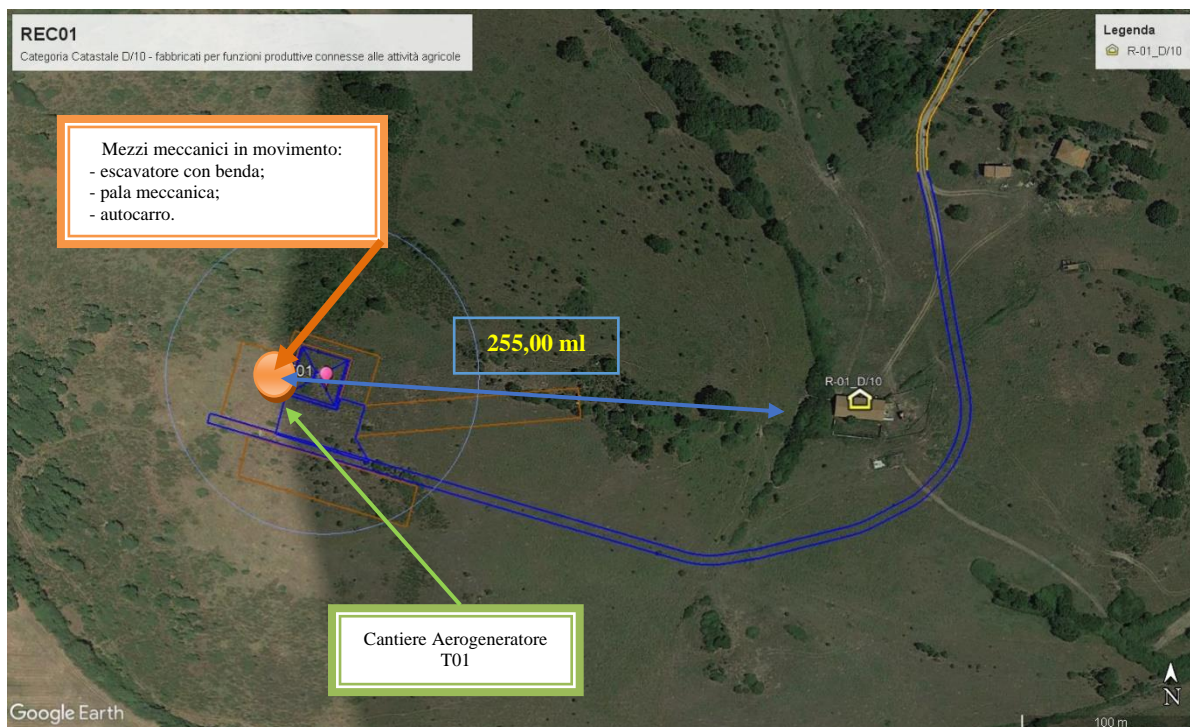 REC01
Categoria Catastale D/10 - fabbricati per funzioni produttive connesse alle attività agricole
Legenda
R-01_D/10
Mezzi meccanici in movimento:
- escavatore con benda;
- pala meccanica;
- autocarro.
255,00 ml
01
R-01_D/10
Cantiere Aerogeneratore
T01
N
Google Earth
100 m